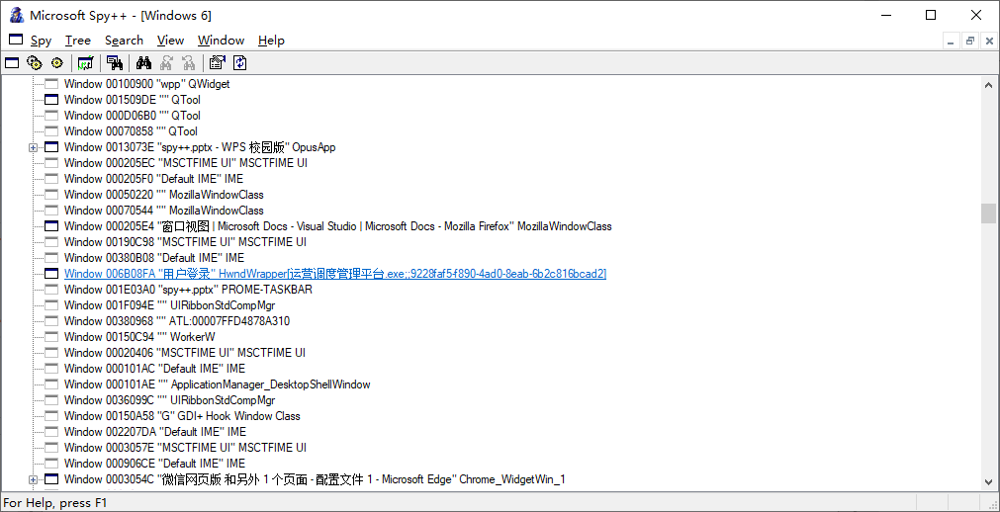 Microsoft Spy++ - [Windows 6]
Spy Tree Search View Window Help
Window 00100900 "wpp" QWidget
Window 001509DE "" QTool
Window 000D06B0 "" QTool
Window 00070858 "" QTool
Window 0013073E "spy++.pptx - WPS 校园版" OpusApp
Window 000205EC "MSCTFIME UI" MSCTFIME UI
Window 000205F0 "Default IME" IME
Window 00050220 "" MozillaWindowClass
Window 00070544 "" MozillaWindowClass
Window 000205E4 "窗口视图 | Microsoft Docs - Visual Studio | Microsoft Docs - Mozilla Firefox" MozillaWindowClass
Window 00190C98 "MSCTFIME UI" MSCTFIME UI
Window 00380B08 "Default IME" IME
Window 006B08FA "用户登录" HwndWrapper[运营调度管理平台.exe;;9228faf5-f890-4ad0-8eab-6b2c816bcad2]
Window 001E03A0 "spy++.pptx" PROME-TASKBAR
Window 001F094E "" UIRibbonStdCompMgr
Window 00380968 "" ATL:00007FFD4878A310
Window 00150C94 "" WorkerW
Window 00020406 "MSCTFIME UI" MSCTFIME UI
Window 000101AC "Default IME" IME
Window 000101AE "" ApplicationManager_DesktopShellWindow
Window 0036099C "" UIRibbonStdCompMgr
Window 00150A58 "G" GDI+ Hook Window Class
Window 002207DA "Default IME" IME
Window 0003057E "MSCTFIME UI" MSCTFIME UI
Window 000906CE "Default IME" IME
Window 0003054C "微信网页版 和另外 1 个页面 - 配置文件 1 - Microsoft Edge" Chrome_WidgetWin_1
For Help, press F1